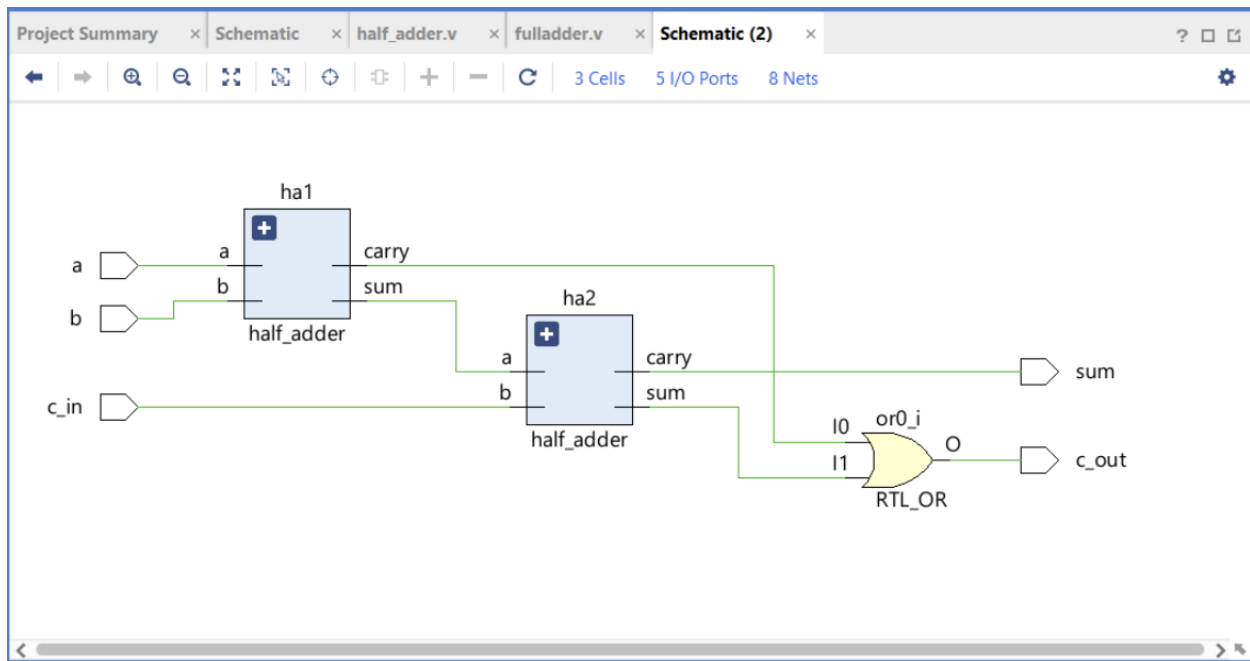 Project Summary × Schematic × half_adder.v × fulladder.v × Schematic (2) × ?
3 Cells 5 I/O Ports 8 Nets
ha1
a a carry
b b sum
half_adder
ha2
a carry sum
c_in b sum
half_adder
or0_i
I0 O
I1 c_out
RTL_OR